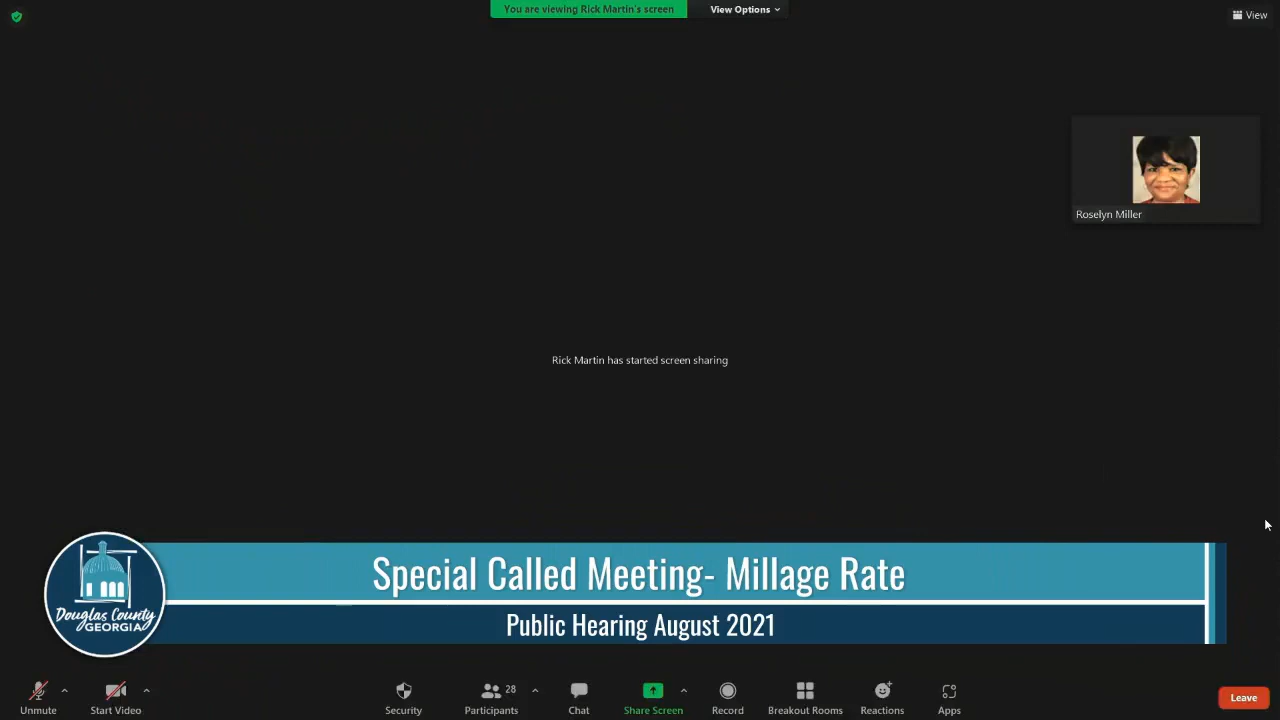 You are viewing Rick Martin's screen
View Options
View
Roselyn Miller
Rick Martin has started screen sharing
Special Called Meeting- Millage Rate
Public Hearing August 2021
Douglas County
GEORGIA
28
Unmute
Start Video
Security
Participants
Chat
Share Screen
Record
Breakout Rooms
Reactions
Apps
Leave